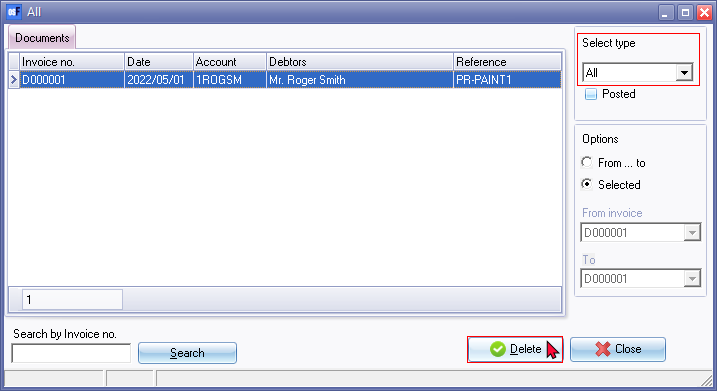 All
Documents
Invoice no. Date Account Debtors Reference
D000001 2022/05/01 1ROGSM Mr. Roger Smith PR-PAINT1
1
Search by Invoice no.
Search
Delete
Close
Select type
All
Posted
Options
From ... to
Selected
From invoice
D000001
To
D000001